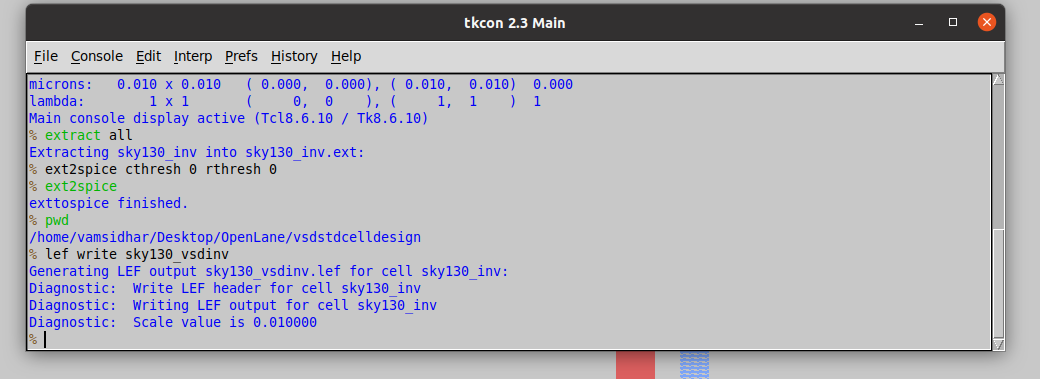 tkcon 2.3 Main
File Console Edit Interp Prefs History Help
microns:   0.010 x 0.010   ( 0.000,  0.000), ( 0.010,  0.010)  0.000
lambda:        1 x 1       (     0,  0    ), (     1,  1    )  1
Main console display active (Tcl8.6.10 / Tk8.6.10)
% extract all
Extracting sky130_inv into sky130_inv.ext:
% ext2spice cthresh 0 rthresh 0
% ext2spice
exttospice finished.
% pwd
/home/vamsidhar/Desktop/OpenLane/vsdstdcelldesign
% lef write sky130_vsdinv
Generating LEF output sky130_vsdinv.lef for cell sky130_inv:
Diagnostic:  Write LEF header for cell sky130_inv
Diagnostic:  Writing LEF output for cell sky130_inv
Diagnostic:  Scale value is 0.010000
%